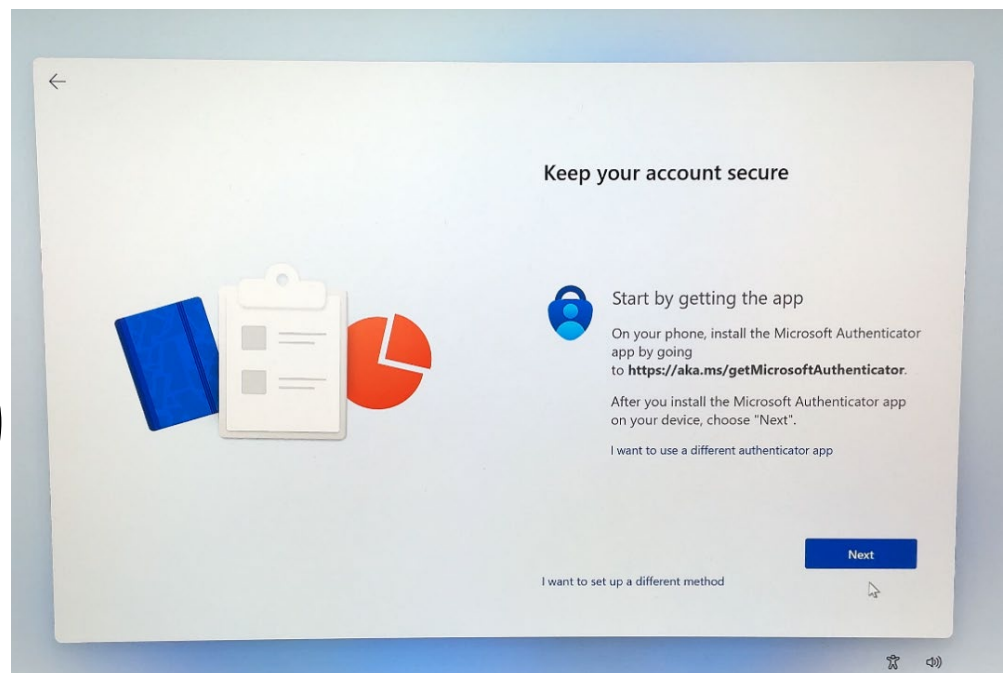 Keep your account secure
Start by getting the app
On your phone, install the Microsoft Authenticator
app by going
to https://aka.ms/getMicrosoftAuthenticator.
After you install the Microsoft Authenticator app
on your device, choose "Next".
I want to use a different authenticator app
Next
I want to set up a different method